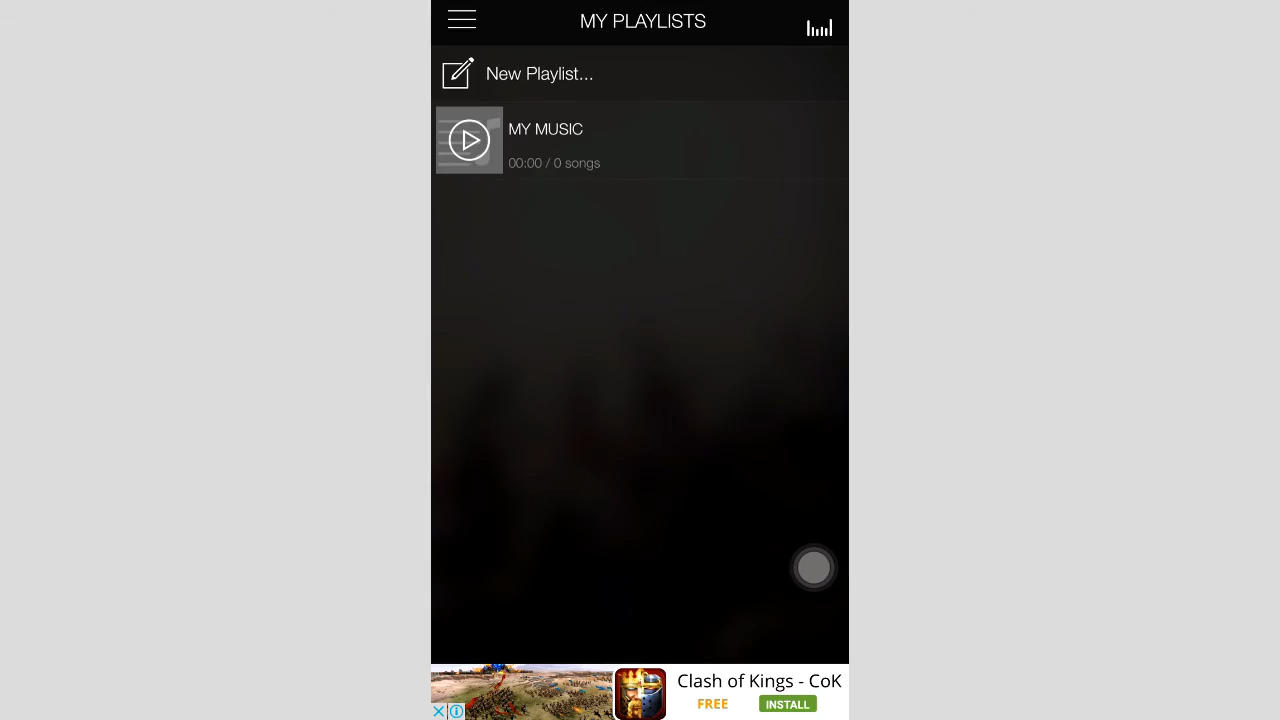 MY PLAYLISTS
New Playlist...
MY MUSIC
00:00 / 0 songs
Clash of Kings - CoK
FREE
INSTALL